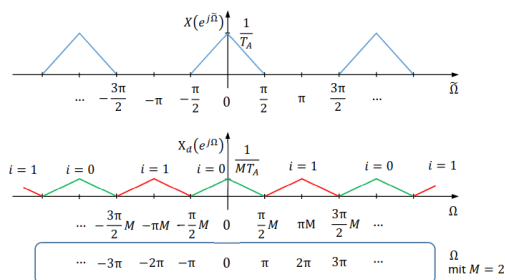 X(e^{jΩ̃}) 1/T_A
⋯ −3π/2 −π −π/2 0 π/2 π 3π/2 ⋯ Ω̃
X_d(e^{jΩ}) 1/MT_A
i = 1 i = 0 i = 1 i = 0 i = 1 i = 0 i = 1
Ω
⋯ −3π/2 M −πM −π/2 M 0 π/2 M πM 3π/2 M ⋯
⋯ −3π −2π −π 0 π 2π 3π ⋯ Ω
mit M = 2